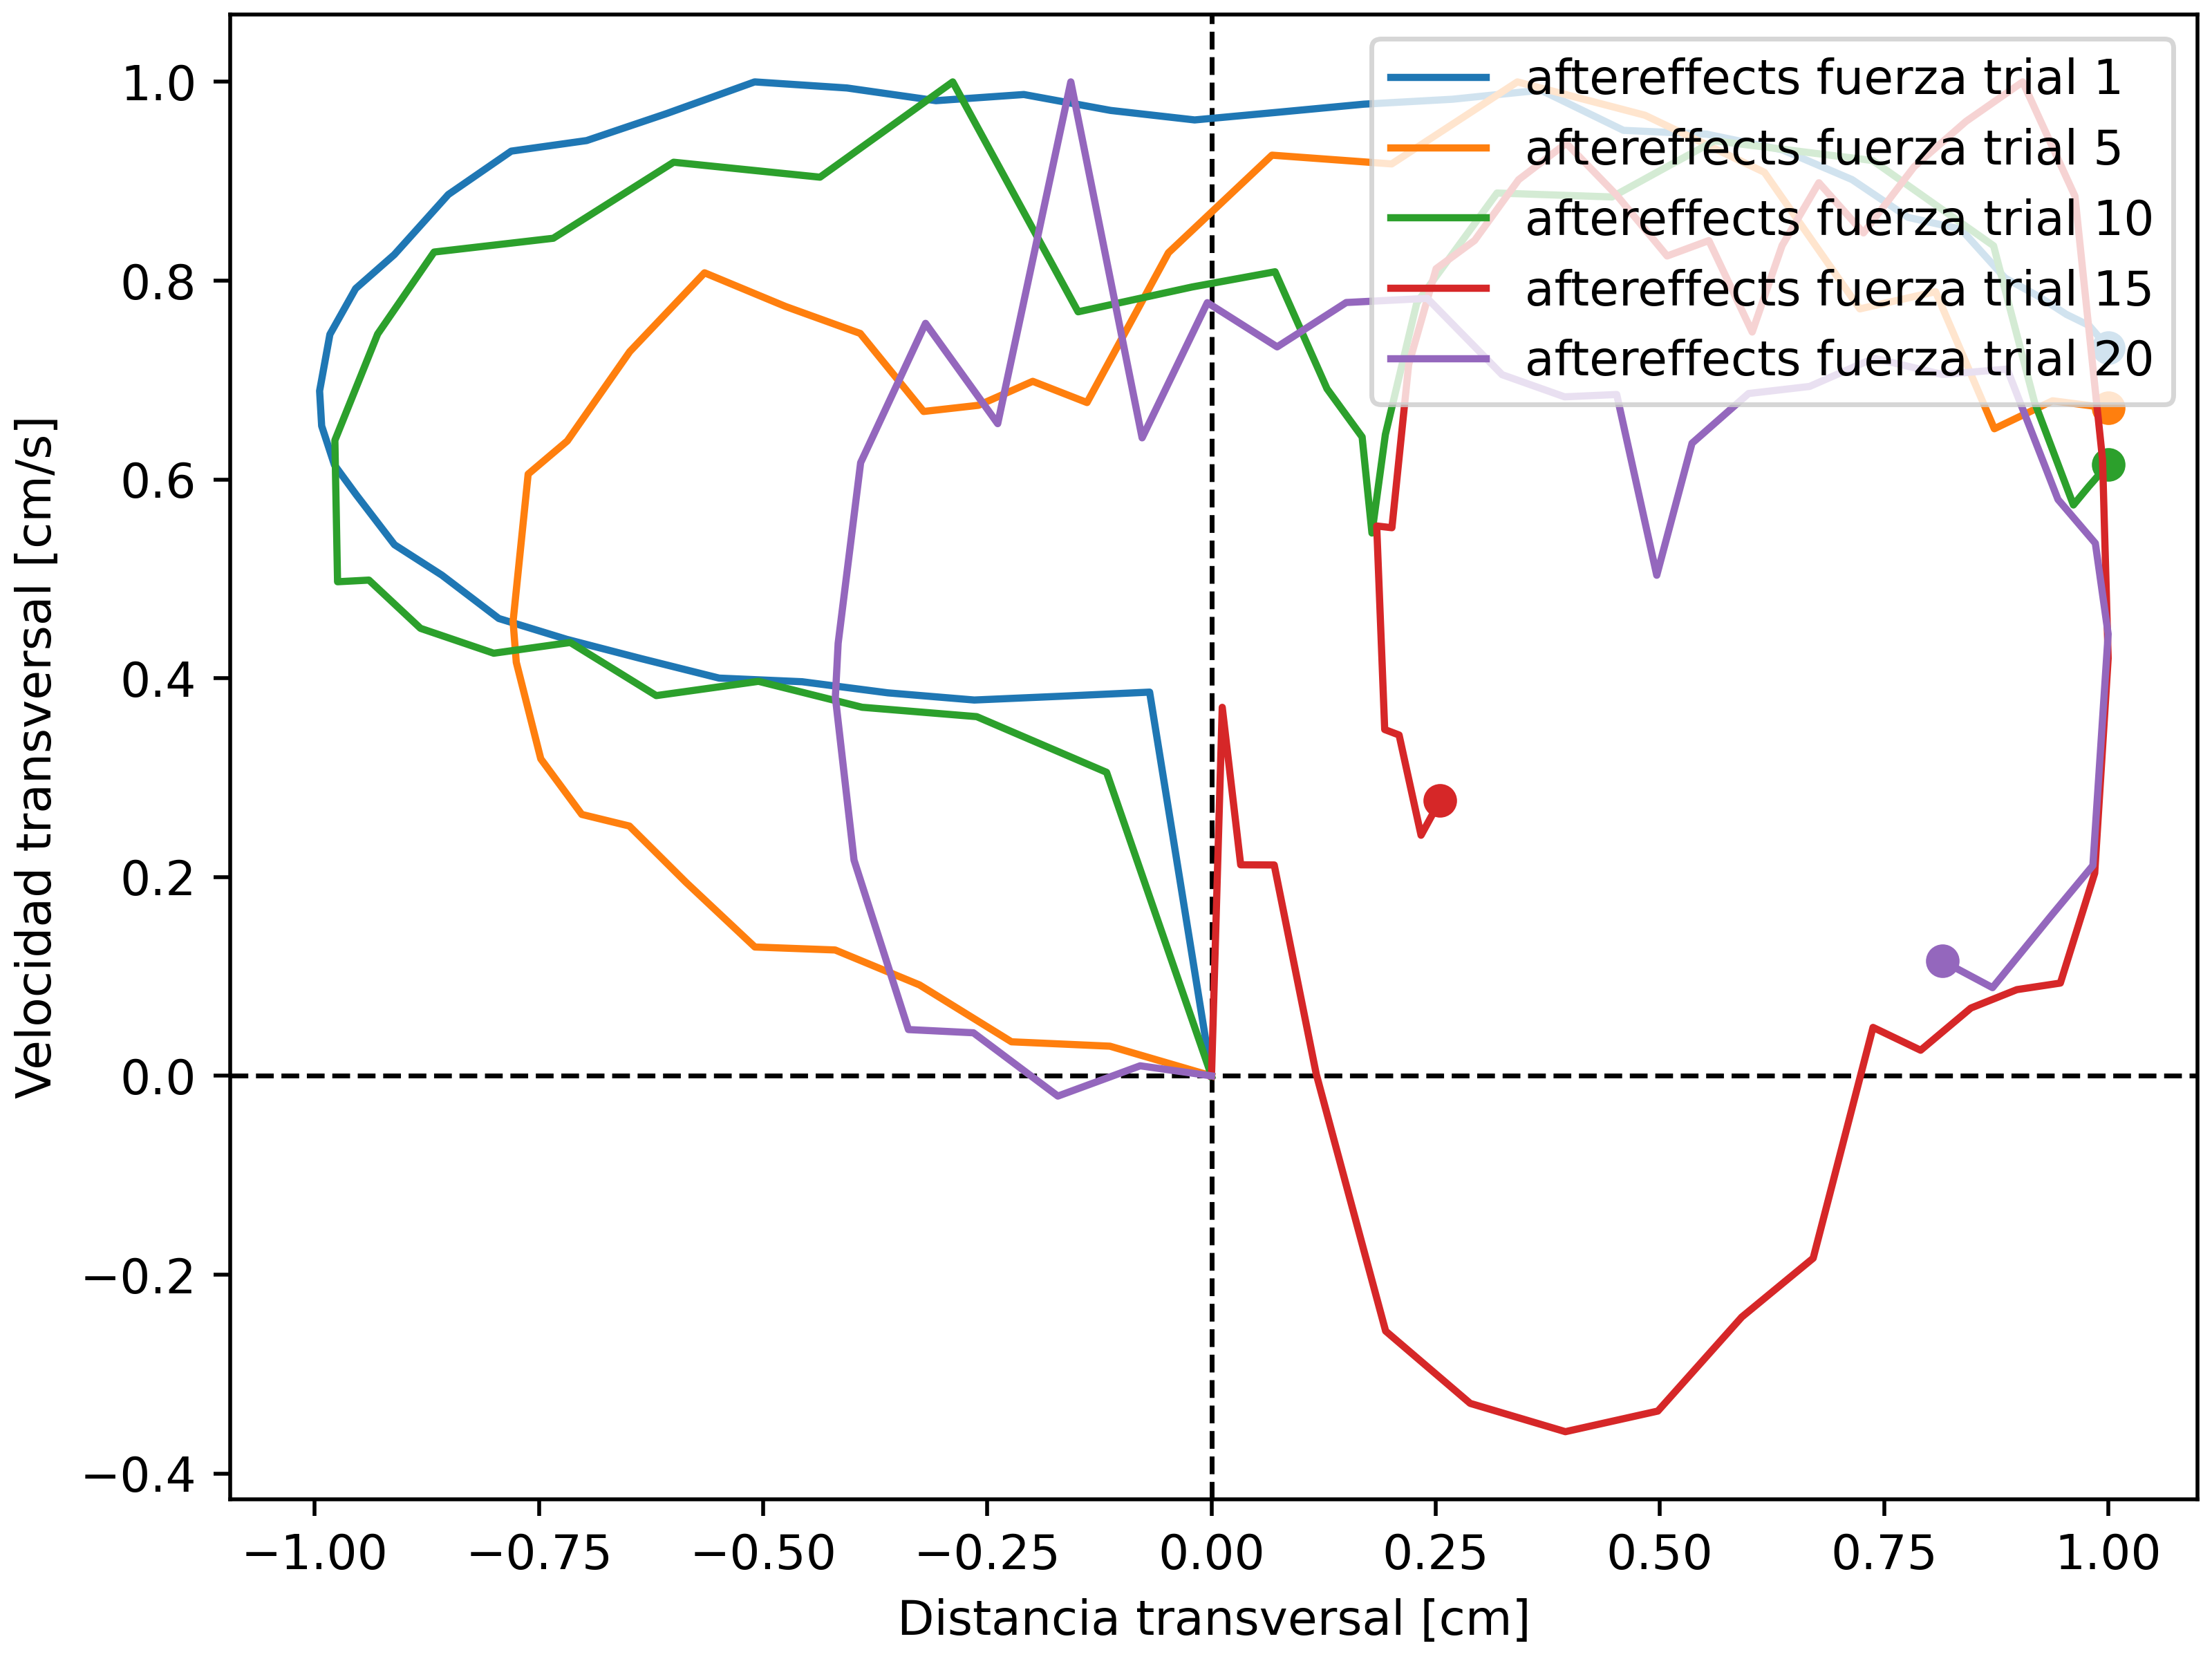 aftereffects fuerza trial 1
aftereffects fuerza trial 5
aftereffects fuerza trial 10
aftereffects fuerza trial 15
aftereffects fuerza trial 20
Velocidad transversal [cm/s]
1.0
0.8
0.6
0.4
0.2
0.0
−0.2
−0.4
−1.00 −0.75 −0.50 −0.25 0.00 0.25 0.50 0.75 1.00
Distancia transversal [cm]